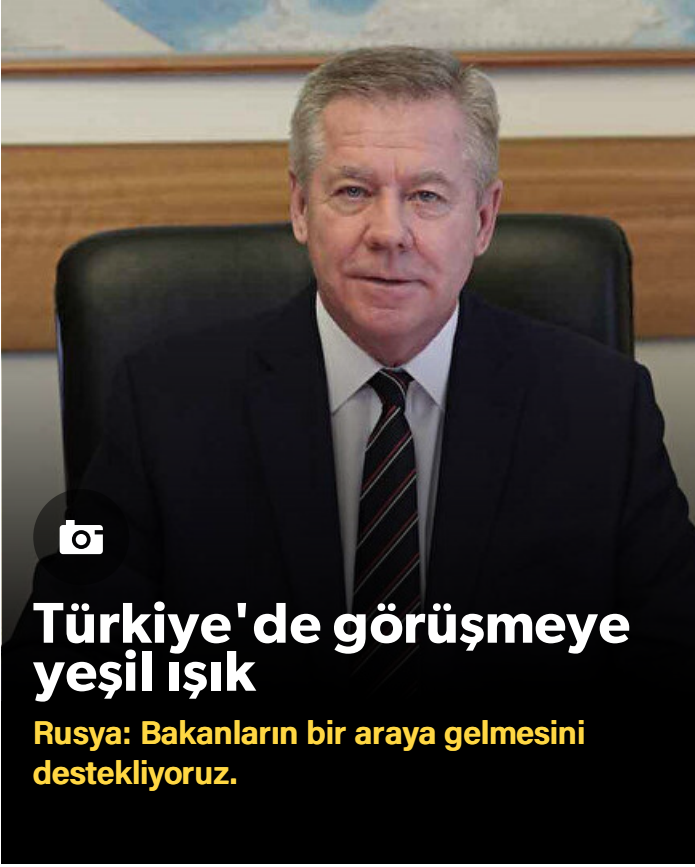 Türkiye'de görüşmeye
yeşil ışık
Rusya: Bakanların bir araya gelmesini
destekliyoruz.